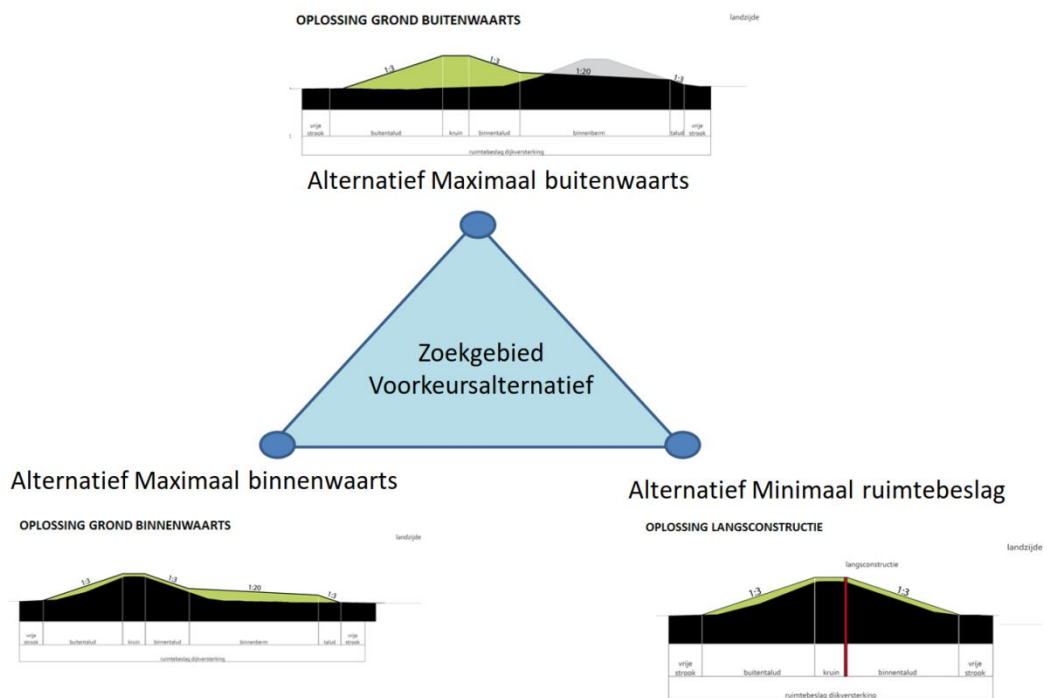 OPLOSSING GROND BUITENWAARTS
landzijde
1:3
1:3
1:20
1:3
vrije strook
buitentalud
kruin
binnentalud
binnenberm
talud
vrije strook
ruimtebeslag dijkversterking
Alternatief Maximaal buitenwaarts
Zoekgebied
Voorkeursalternatief
Alternatief Maximaal binnenwaarts
OPLOSSING GROND BINNENWAARTS
landzijde
1:3
1:3
1:20
1:3
vrije strook
buitentalud
kruin
binnentalud
binnenberm
talud
vrije strook
ruimtebeslag dijkversterking
Alternatief Minimaal ruimtebeslag
OPLOSSING LANGSCONSTRUCTIE
landzijde
langsconstructie
1:3
1:3
vrije strook
buitentalud
kruin
binnentalud
vrije strook
ruimtebeslag dijkversterking